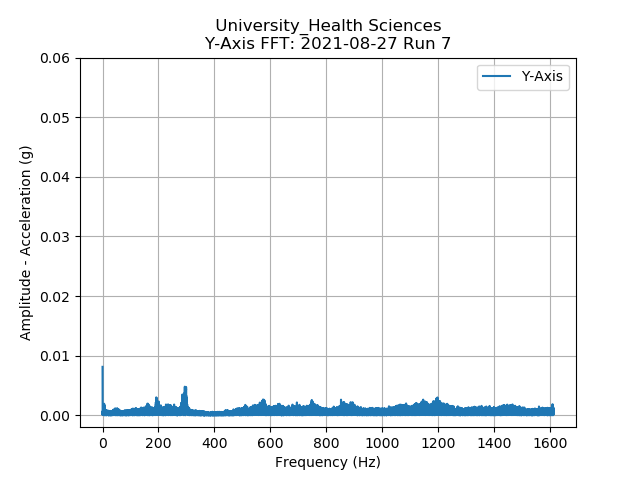 University_Health Sciences
Y-Axis FFT: 2021-08-27 Run 7
Y-Axis
0.06
0.05
0.04
0.03
0.02
0.01
0.00
Amplitude - Acceleration (g)
0 200 400 600 800 1000 1200 1400 1600
Frequency (Hz)